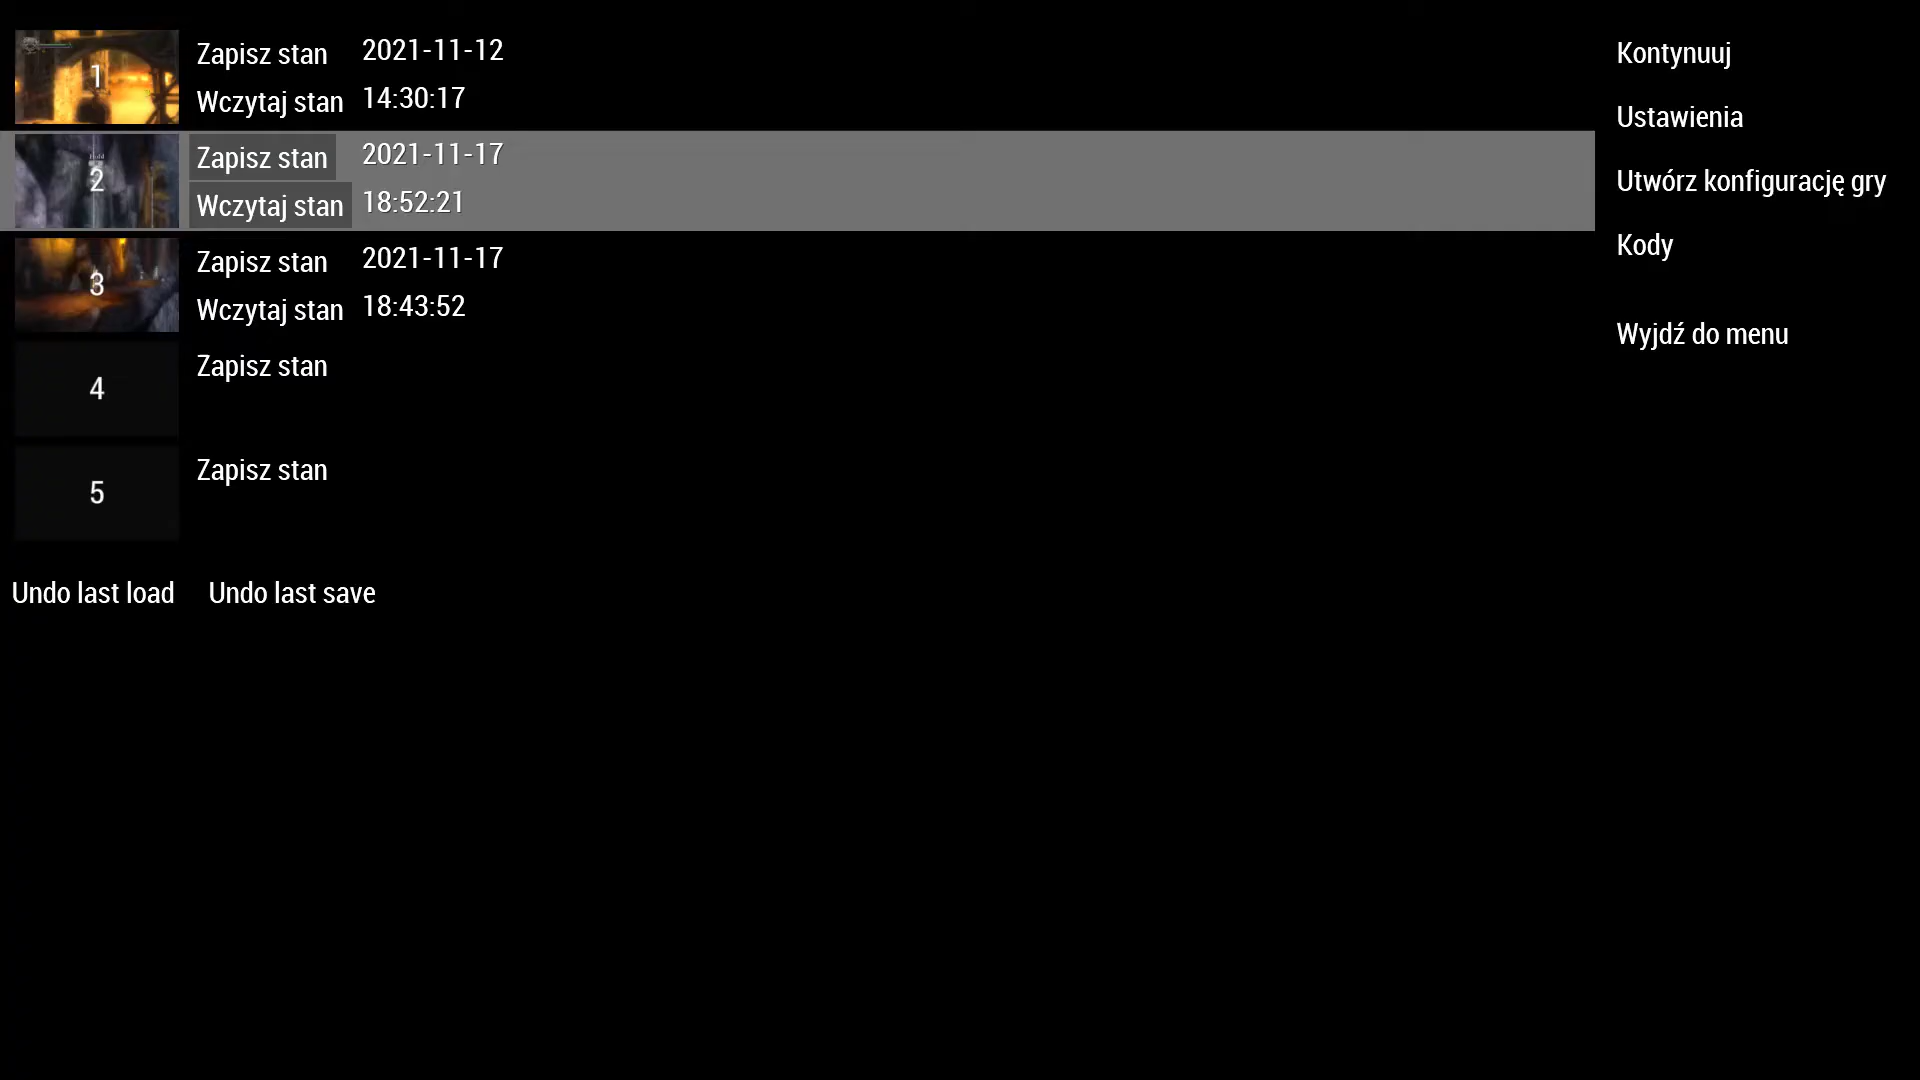 1
Zapisz stan
2021-11-12
Wczytaj stan
14:30:17
2
Zapisz stan
2021-11-17
Wczytaj stan
18:52:21
3
Zapisz stan
2021-11-17
Wczytaj stan
18:43:52
4
Zapisz stan
5
Zapisz stan
Undo last load
Undo last save
Kontynuuj
Ustawienia
Utwórz konfigurację gry
Kody
Wyjdź do menu